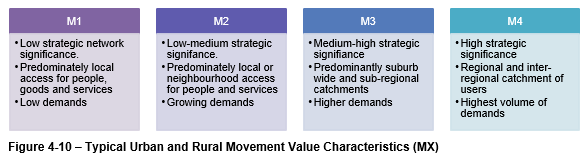 M1
• Low strategic network
significance.
• Predominately local
access for people,
goods and services
• Low demands
M2
• Low-medium strategic
signifance.
• Predominately local or
neighbourhood access
for people and services
• Growing demands
M3
• Medium-high strategic
signifiance
• Predominantly suburb
wide and sub-regional
catchments
• Higher demands
M4
• High strategic
significance
• Regional and inter-
regional catchment of
users
• Highest volume of
demands
Figure 4-10 – Typical Urban and Rural Movement Value Characteristics (MX)